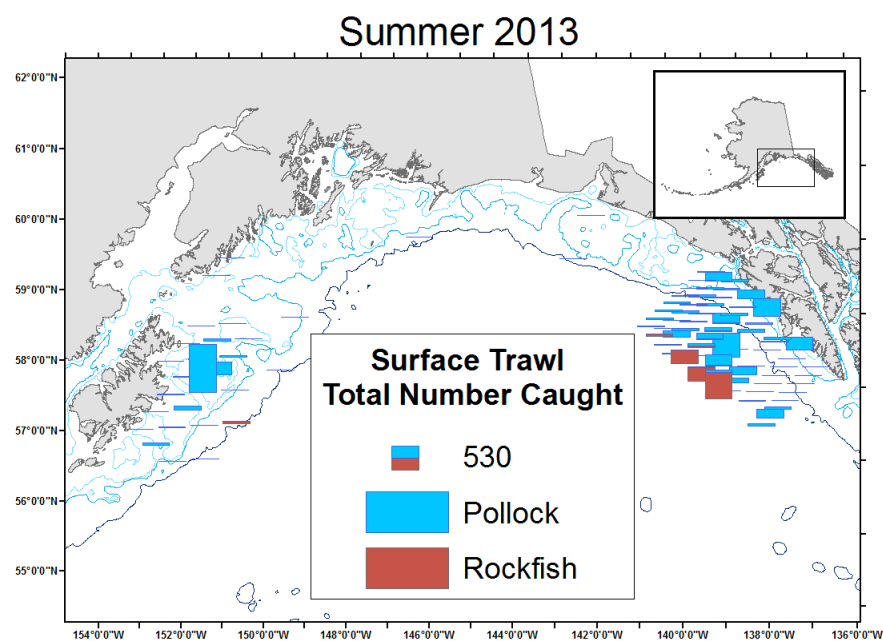 Summer 2013
62°0'0"N
61°0'0"N
60°0'0"N
59°0'0"N
58°0'0"N
57°0'0"N
56°0'0"N
55°0'0"N
Surface Trawl
Total Number Caught
530
Pollock
Rockfish
154°0'0"W 152°0'0"W 150°0'0"W 148°0'0"W 146°0'0"W 144°0'0"W 142°0'0"W 140°0'0"W 138°0'0"W 136°0'0"W